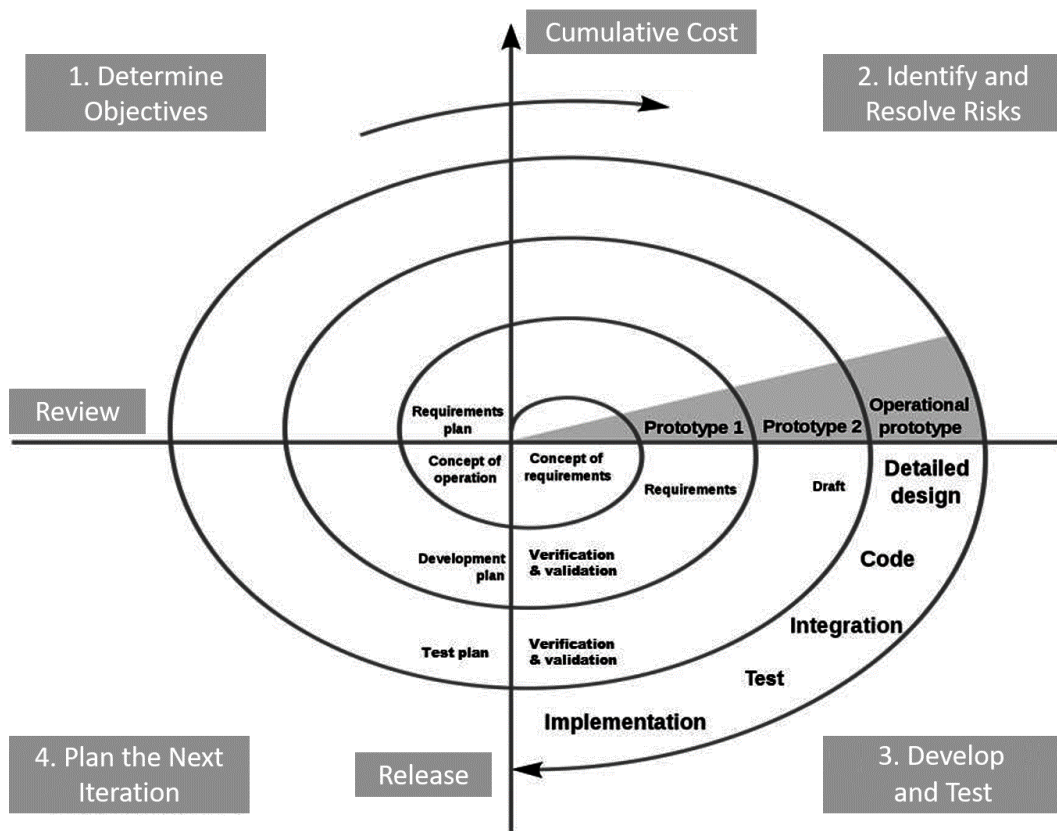 Cumulative Cost
1. Determine
Objectives
2. Identify and
Resolve Risks
Review
Requirements
plan
Prototype 1
Prototype 2
Operational
prototype
Concept of
operation
Concept of
requirements
Requirements
Draft
Detailed
design
Development
plan
Verification
& validation
Code
Test plan
Verification
& validation
Integration
Test
Implementation
4. Plan the Next
Iteration
Release
3. Develop
and Test